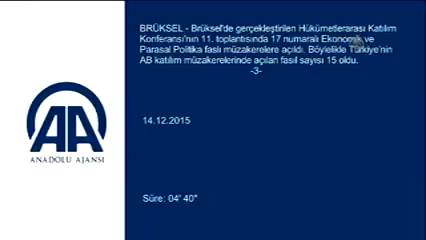 BRÜKSEL - Brüksel'de gerçekleştirilen Hükümetlerarası Katılım
Konferansı'nın 11. toplantısında 17 numaralı Ekonomik ve
Parasal Politika faslı müzakerelere açıldı. Böylelikle Türkiye'nin
AB katılım müzakerelerinde açılan fasıl sayısı 15 oldu.
-3-
AA
ANADOLU AJANSI
14.12.2015
Süre: 04' 40"